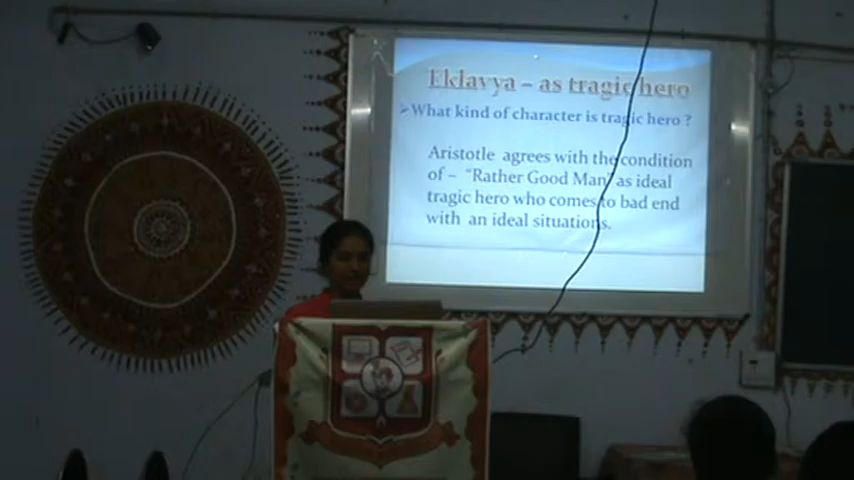 Eklavya – as tragic hero
➢What kind of character is tragic hero ?
Aristotle agrees with the condition
of – “Rather Good Man” as ideal
tragic hero who comes to bad end
with an ideal situations.